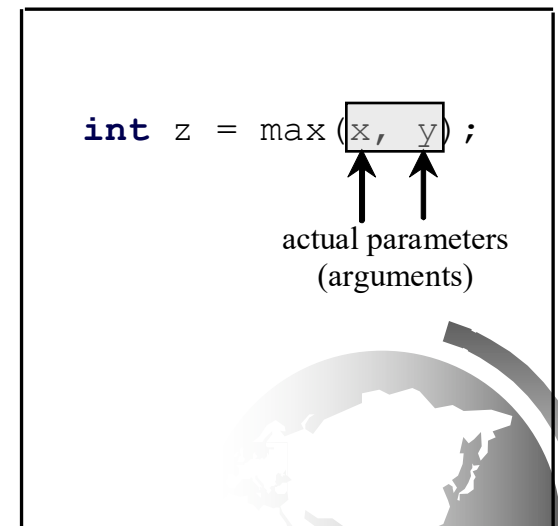 int z = max(x, y);
actual parameters
(arguments)